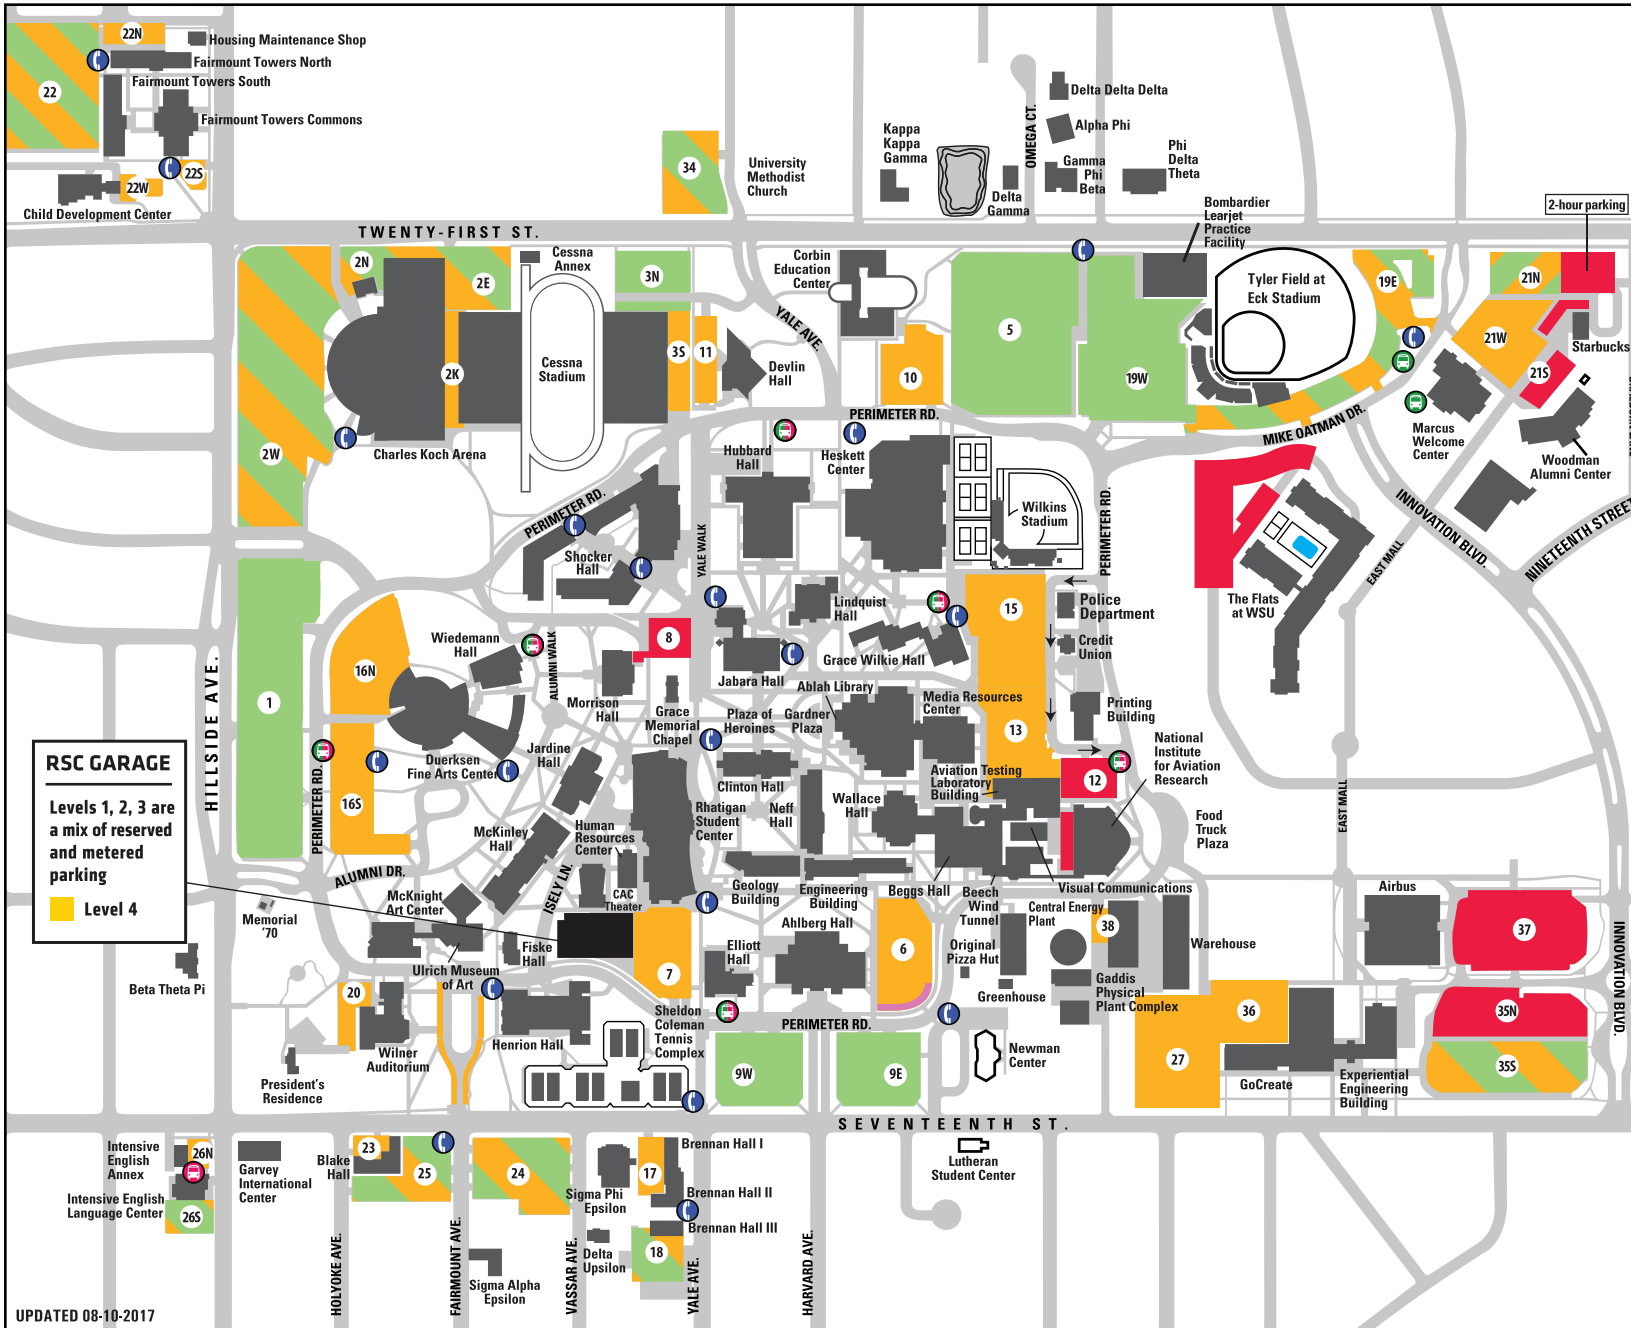 22N
Housing Maintenance Shop
Fairmount Towers North
Fairmount Towers South
22
Fairmount Towers Commons
22S
22W
Child Development Center
34
University
Methodist
Church
Kappa
Kappa
Gamma
Delta
Gamma
OMEGA CT.
Delta Delta Delta
Alpha Phi
Gamma
Phi
Beta
Phi
Delta
Theta
Bombardier
Learjet
Practice
Facility
2-hour parking
TWENTY-FIRST ST.
2N
2E
Cessna
Annex
3N
Corbin
Education
Center
YALE AVE.
5
19W
Tyler Field at
Eck Stadium
19E
21N
21W
21S
Starbucks
2K
Cessna
Stadium
3S
11
Devlin
Hall
10
2W
Charles Koch Arena
PERIMETER RD.
Hubbard
Hall
Heskett
Center
MIKE OATMAN DR.
Marcus
Welcome
Center
Woodman
Alumni Center
PERIMETER RD.
Shocker
Hall
YALE WALK
Wilkins
Stadium
PERIMETER RD.
INNOVATION BLVD.
NINETEENTH STREET
EAST MALL
The Flats
at WSU
15
Police
Department
Credit
Union
Lindquist
Hall
Grace Wilkie Hall
8
Wiedemann
Hall
ALUMNI WALK
Morrison
Hall
Jabara Hall
Ablah Library
Grace
Memorial
Chapel
Plaza of
Heroines
Gardner
Plaza
Media Resources
Center
13
Printing
Building
National
Institute
for Aviation
Research
HILLSIDE AVE.
1
16N
Duerksen
Fine Arts Center
Jardine
Hall
PERIMETER RD.
16S
RSC GARAGE
Levels 1, 2, 3 are
a mix of reserved
and metered
parking
Level 4
Clinton Hall
Rhatigan
Student
Center
Neff
Hall
Wallace
Hall
Aviation Testing
Laboratory
Building
12
Food
Truck
Plaza
EAST MALL
McKinley
Hall
Human
Resources
Center
ISELY LN.
CAC
Theater
ALUMNI DR.
McKnight
Art Center
Memorial
'70
Geology
Building
Engineering
Building
Beggs Hall
Beech
Wind
Tunnel
Visual Communications
Airbus
37
Beta Theta Pi
Ulrich Museum
of Art
Fiske
Hall
7
Elliott
Hall
Ahlberg Hall
6
Original
Pizza Hut
Greenhouse
Central Energy
Plant
38
Warehouse
Gaddis
Physical
Plant Complex
INNOVATION BLVD.
20
Wilner
Auditorium
President's
Residence
Henrion Hall
Sheldon
Coleman
Tennis
Complex
PERIMETER RD.
9W
9E
Newman
Center
36
27
GoCreate
Experiential
Engineering
Building
35N
35S
SEVENTEENTH ST.
Intensive
English
Annex
26N
Intensive English
Language Center
26S
Garvey
International
Center
Blake
Hall
23
25
24
Sigma Phi
Epsilon
17
Brennan Hall I
Brennan Hall II
Brennan Hall III
18
Delta
Upsilon
Sigma Alpha
Epsilon
Lutheran
Student Center
HOLYOKE AVE.
FAIRMOUNT AVE.
VASSAR AVE.
YALE AVE.
HARVARD AVE.
UPDATED 08-10-2017